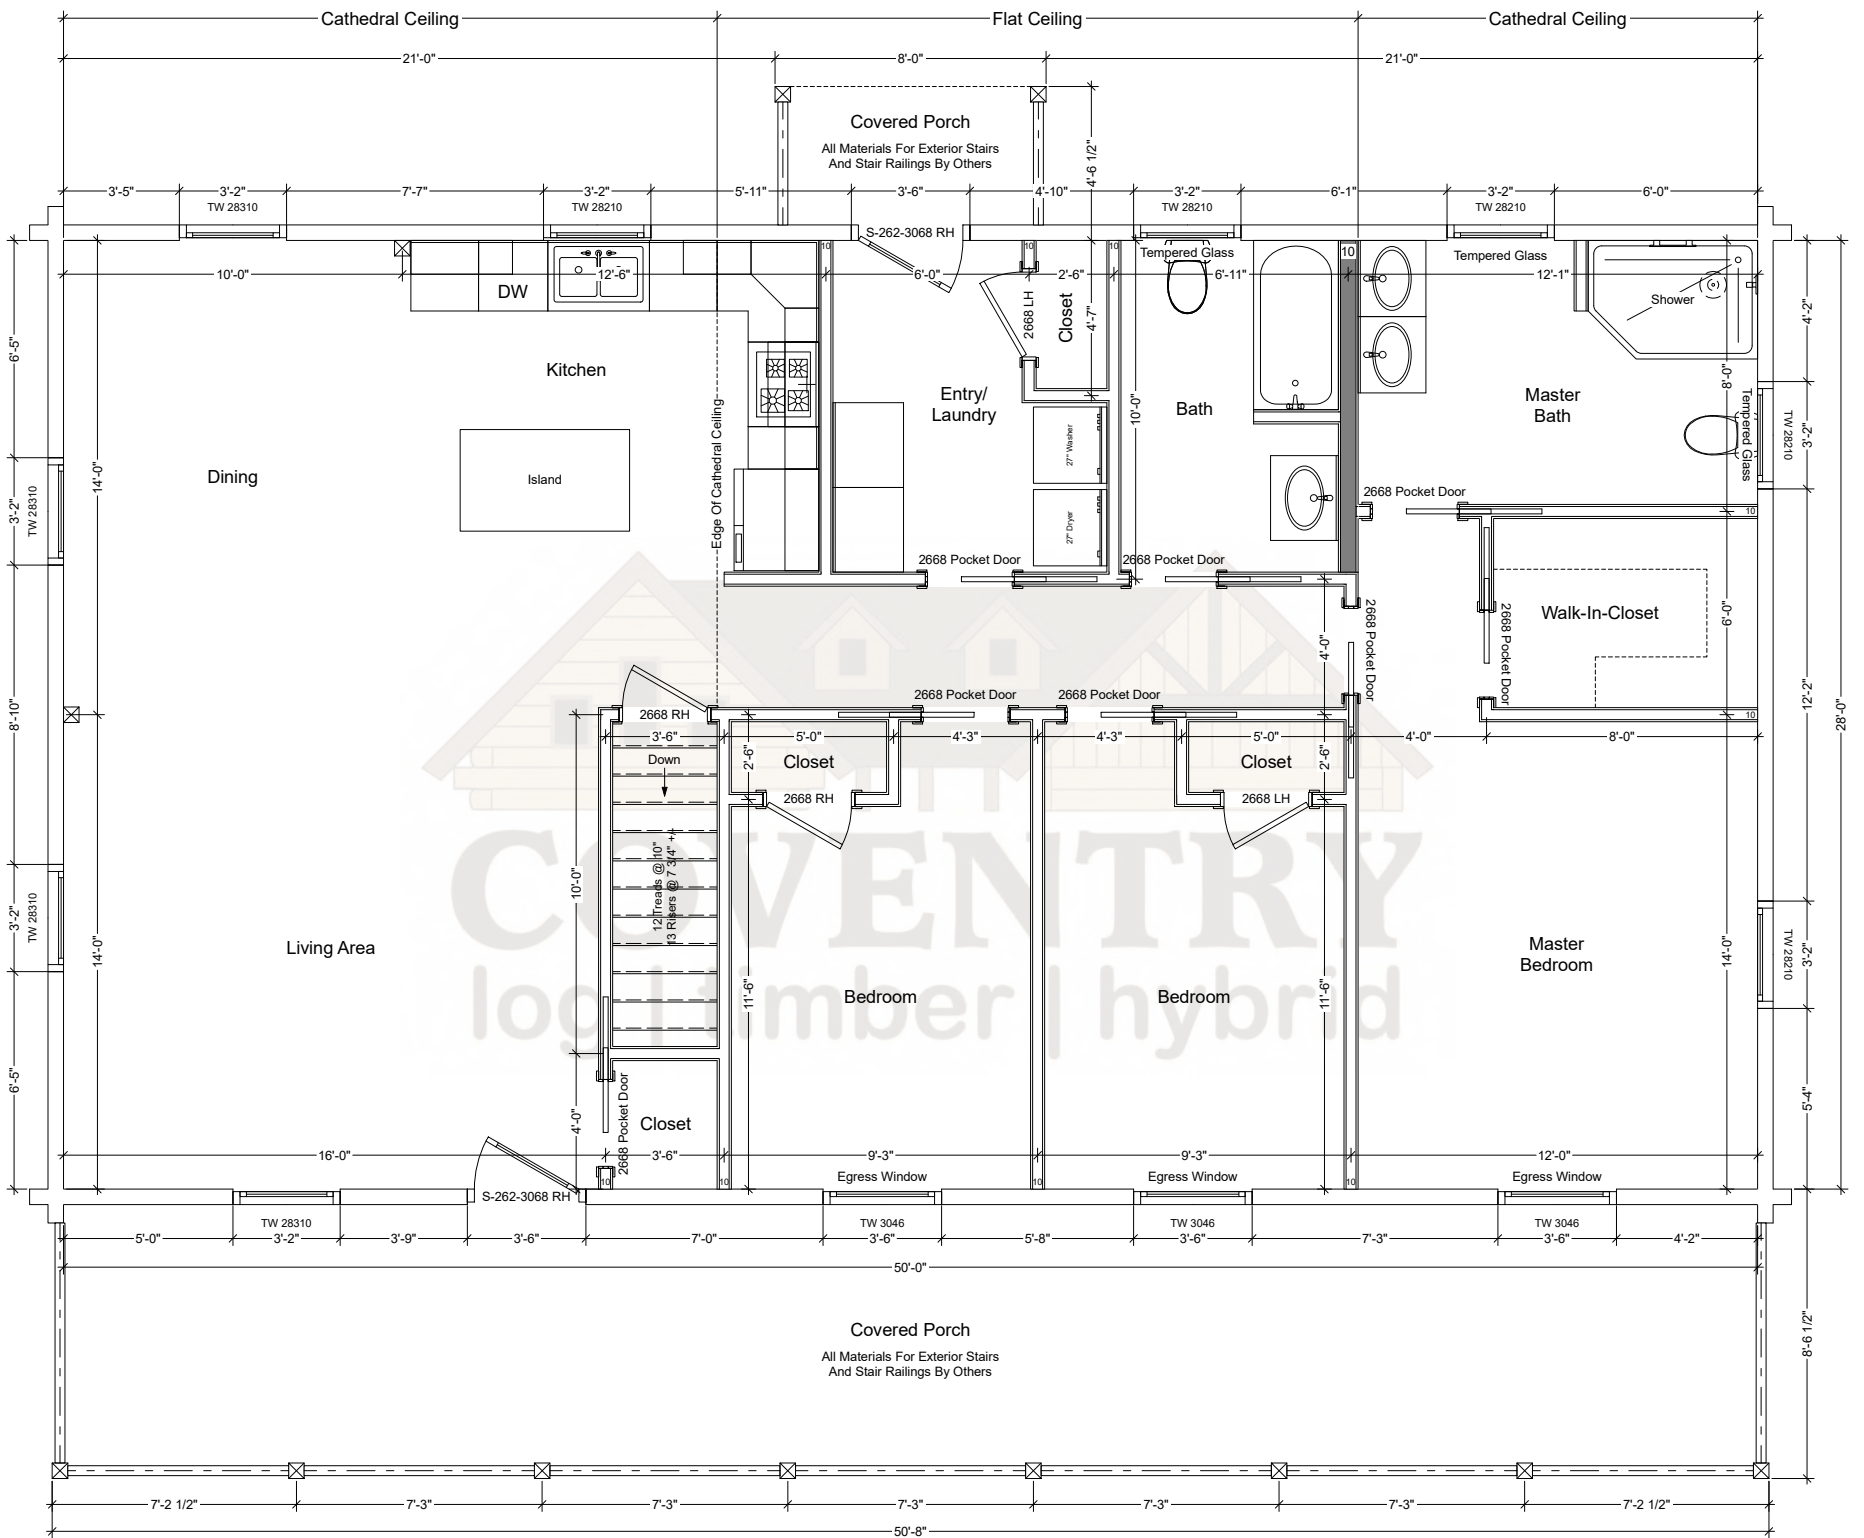 Cathedral Ceiling
Flat Ceiling
Cathedral Ceiling
21'-0"
8'-0"
21'-0"
Covered Porch
All Materials For Exterior Stairs
And Stair Railings By Others
4'-6 1/2"
3'-5"
3'-2"
7'-7"
3'-2"
5'-11"
3'-6"
4'-10"
3'-2"
6'-1"
3'-2"
6'-0"
TW 28310
TW 28210
TW 28210
TW 28210
S-262-3068 RH
10
10
10
10
Tempered Glass
Tempered Glass
10'-0"
12'-6"
6'-0"
2'-6"
6'-11"
12'-1"
DW
2668 LH
Closet
4'-7"
Shower
4'-2"
6'-5"
Kitchen
Entry/
Laundry
Bath
Master
Bath
8'-0"
10'-0"
Tempered Glass
TW 28210
3'-2"
Dining
Island
14'-0"
Edge Of Cathedral Ceiling
27" Washer
27" Dryer
3'-2"
TW 28310
2668 Pocket Door
10
2668 Pocket Door
2668 Pocket Door
Walk-In-Closet
2668 Pocket Door
2668 Pocket Door
6'-0"
4'-0"
12'-2"
28'-0"
8'-10"
2668 Pocket Door
2668 Pocket Door
2668 RH
10
3'-6"
5'-0"
4'-3"
4'-3"
5'-0"
4'-0"
8'-0"
Down
2'-6"
Closet
Closet
2'-6"
2668 RH
2668 LH
COVENTRY
log | timber | hybrid
12 Treads @ 10"
13 Risers @ 7 3/4" +/-
10'-0"
3'-2"
TW 28310
Living Area
14'-0"
11'-6"
Bedroom
Bedroom
11'-6"
Master
Bedroom
14'-0"
TW 28210
3'-2"
6'-5"
5'-4"
4'-0"
2668 Pocket Door
Closet
16'-0"
3'-6"
9'-3"
9'-3"
12'-0"
Egress Window
Egress Window
Egress Window
10
10
10
10
S-262-3068 RH
TW 28310
TW 3046
TW 3046
TW 3046
5'-0"
3'-2"
3'-9"
3'-6"
7'-0"
3'-6"
5'-8"
3'-6"
7'-3"
3'-6"
4'-2"
50'-0"
Covered Porch
All Materials For Exterior Stairs
And Stair Railings By Others
8'-6 1/2"
7'-2 1/2"
7'-3"
7'-3"
7'-3"
7'-3"
7'-3"
7'-2 1/2"
50'-8"